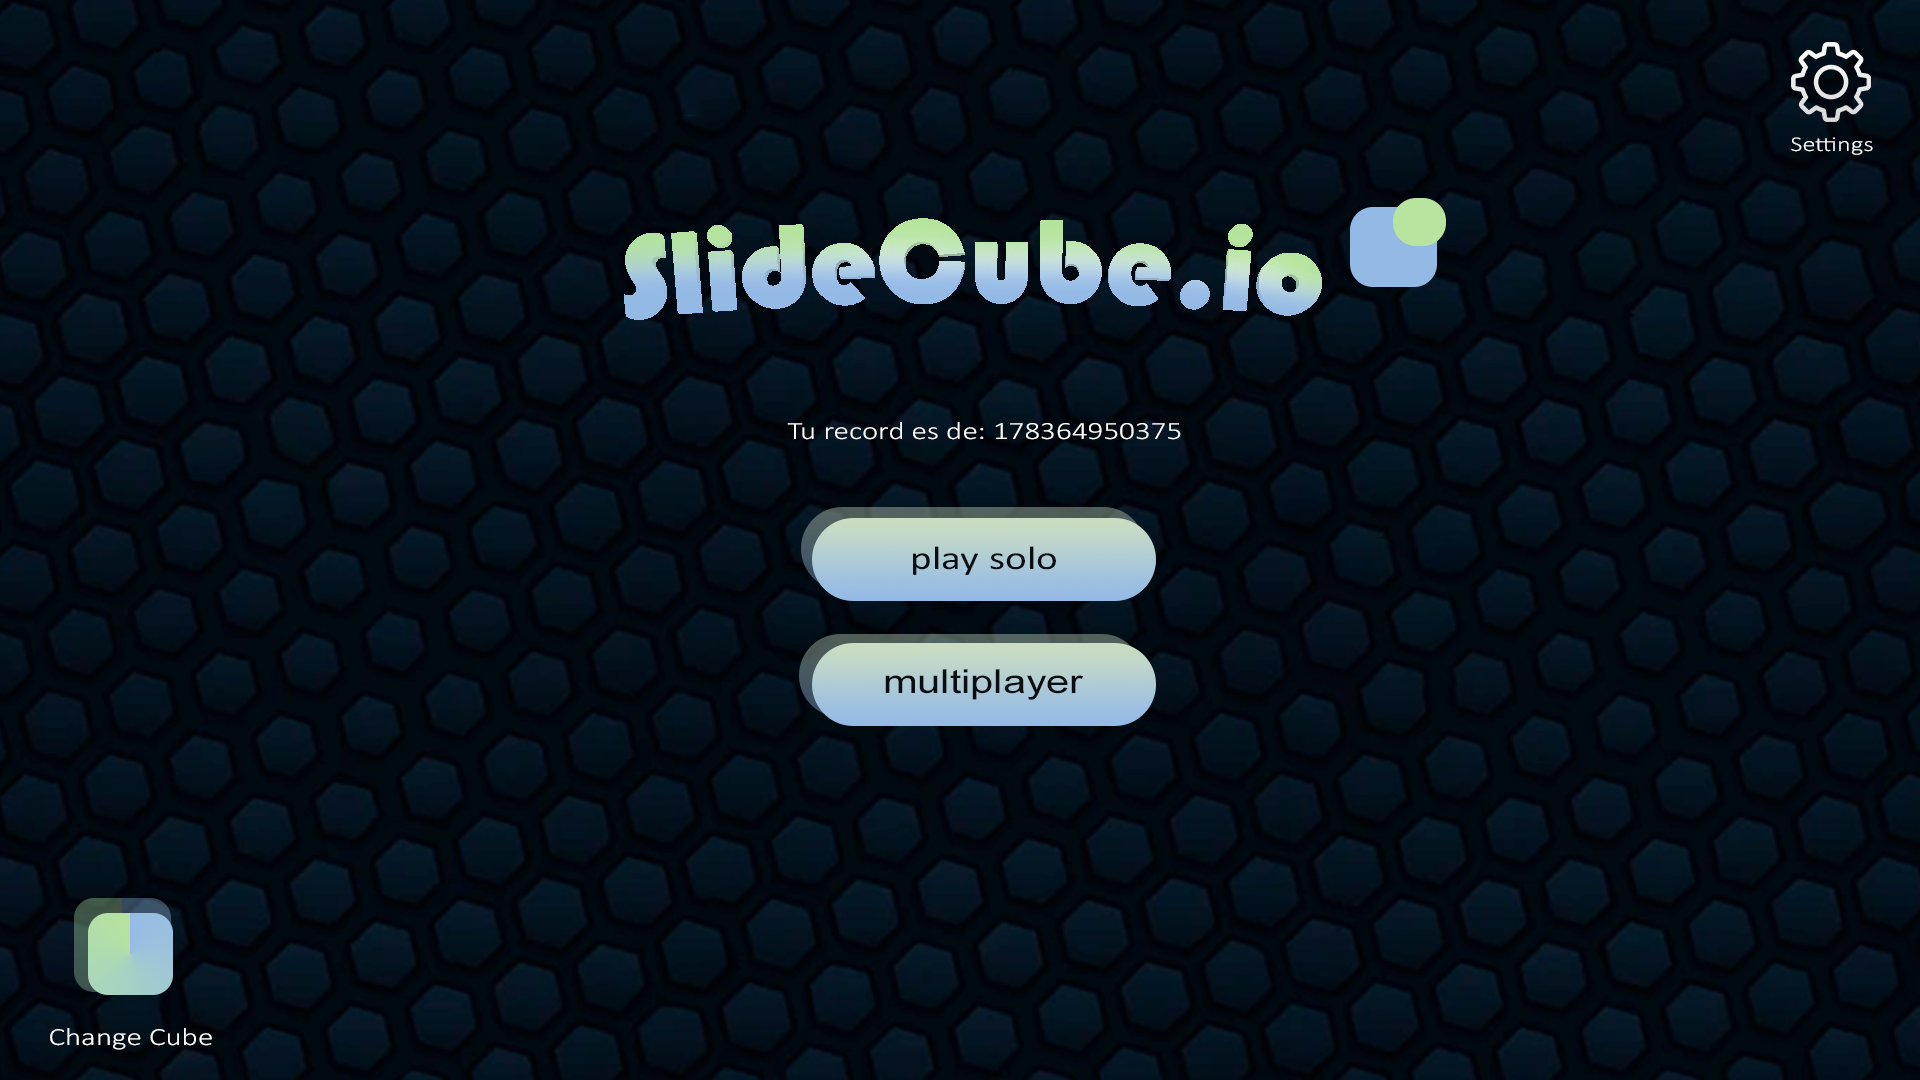 Settings
SlideCube.io
Tu record es de: 178364950375
play solo
multiplayer
Change Cube